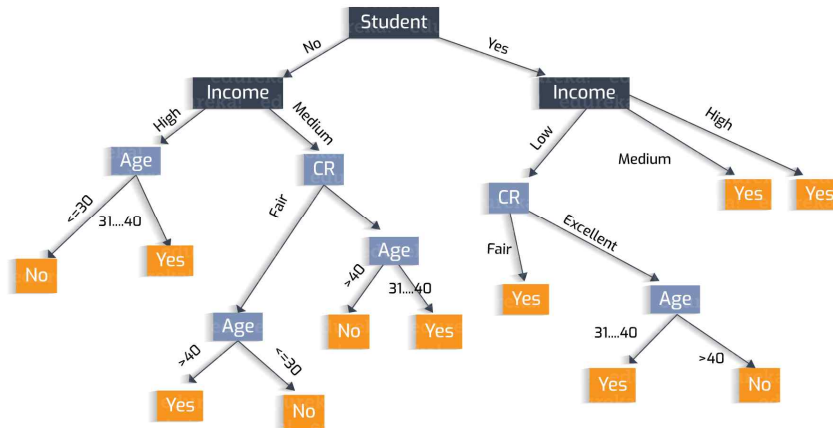 Student
No
Yes
Income
Income
High
Medium
Low
Medium
High
Age
CR
CR
Yes
Yes
<=30
31....40
Fair
Fair
Excellent
No
Yes
Age
Yes
Age
>40
31....40
Age
No
Yes
31....40
>40
>40
<=30
Yes
No
Yes
No